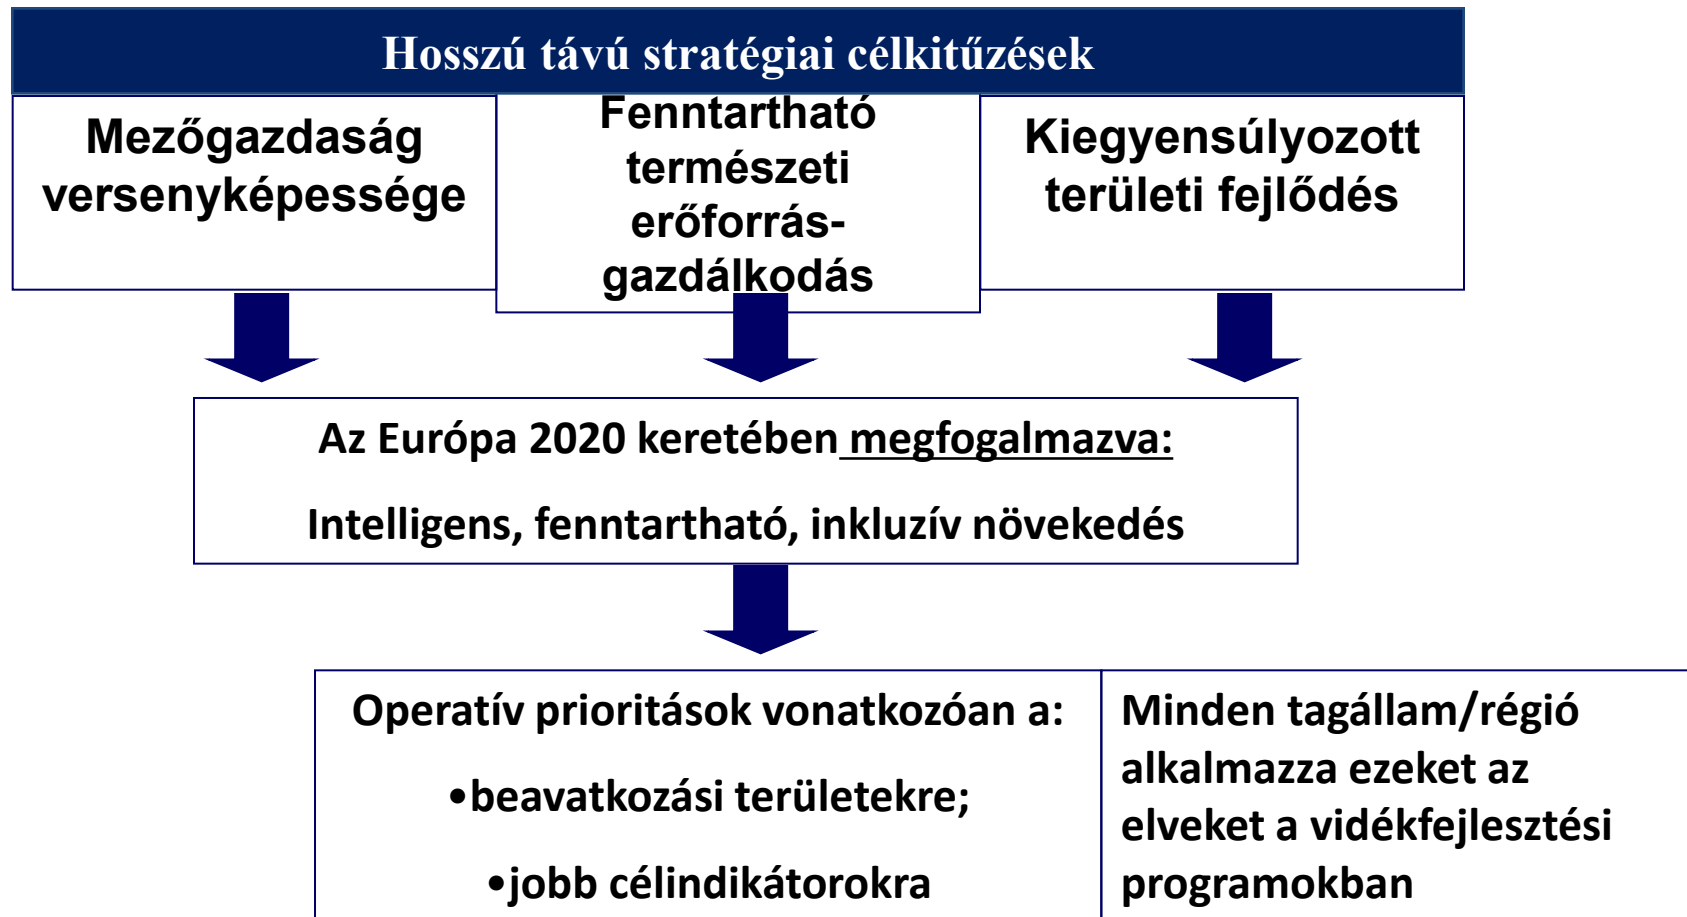 Hosszú távú stratégiai célkitűzések
Mezőgazdaság
versenyképessége
Fenntartható
természeti
erőforrás-
gazdálkodás
Kiegyensúlyozott
területi fejlődés
Az Európa 2020 keretében megfogalmazva:
Intelligens, fenntartható, inkluzív növekedés
Operatív prioritások vonatkozóan a:
•beavatkozási területekre;
•jobb célindikátorokra
Minden tagállam/régió
alkalmazza ezeket az
elveket a vidékfejlesztési
programokban